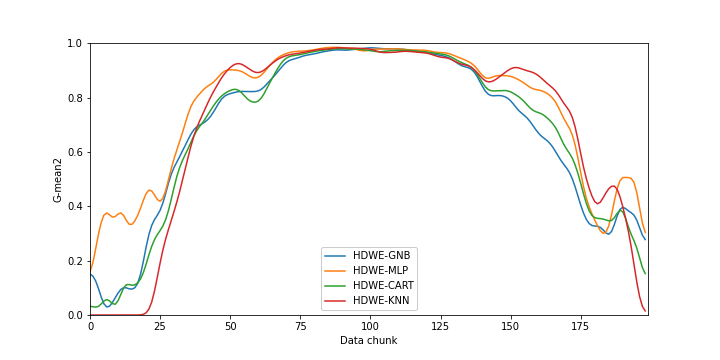 1.0
0.8
0.6
0.4
0.2
0.0
G-mean2
HDWE-GNB
HDWE-MLP
HDWE-CART
HDWE-KNN
0 25 50 75 100 125 150 175
Data chunk